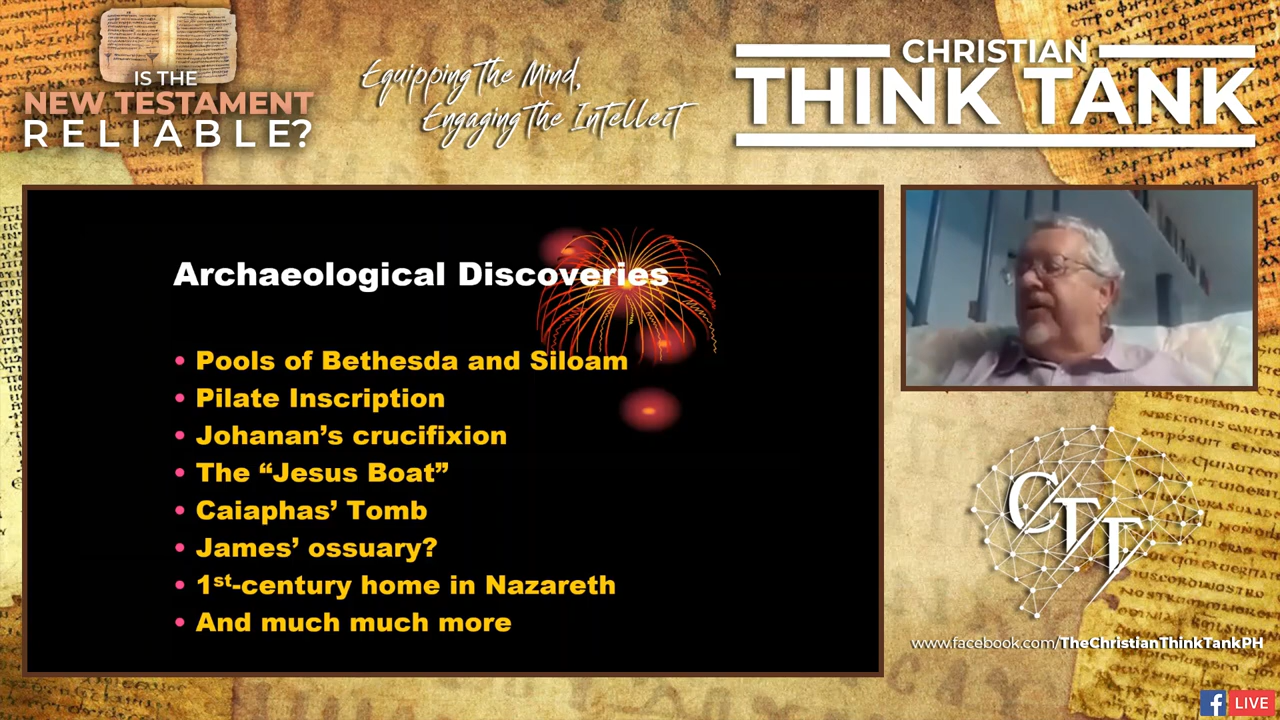 IS THE
NEW TESTAMENT
RELIABLE?
Equipping The Mind,
Engaging The Intellect
CHRISTIAN
THINK TANK
Archaeological Discoveries
• Pools of Bethesda and Siloam
• Pilate Inscription
• Johanan’s crucifixion
• The “Jesus Boat”
• Caiaphas’ Tomb
• James’ ossuary?
• 1st-century home in Nazareth
• And much much more
CTT
www.facebook.com/TheChristianThinkTankPH
f LIVE